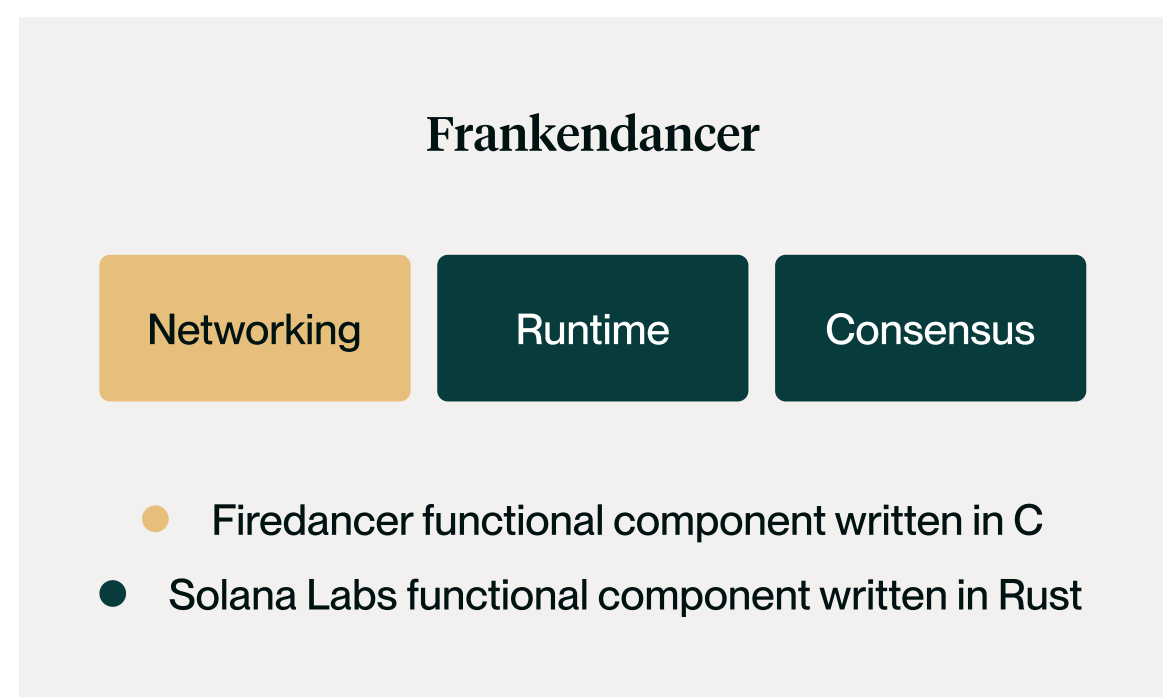 Frankendancer
Networking
Runtime
Consensus
Firedancer functional component written in C
Solana Labs functional component written in Rust